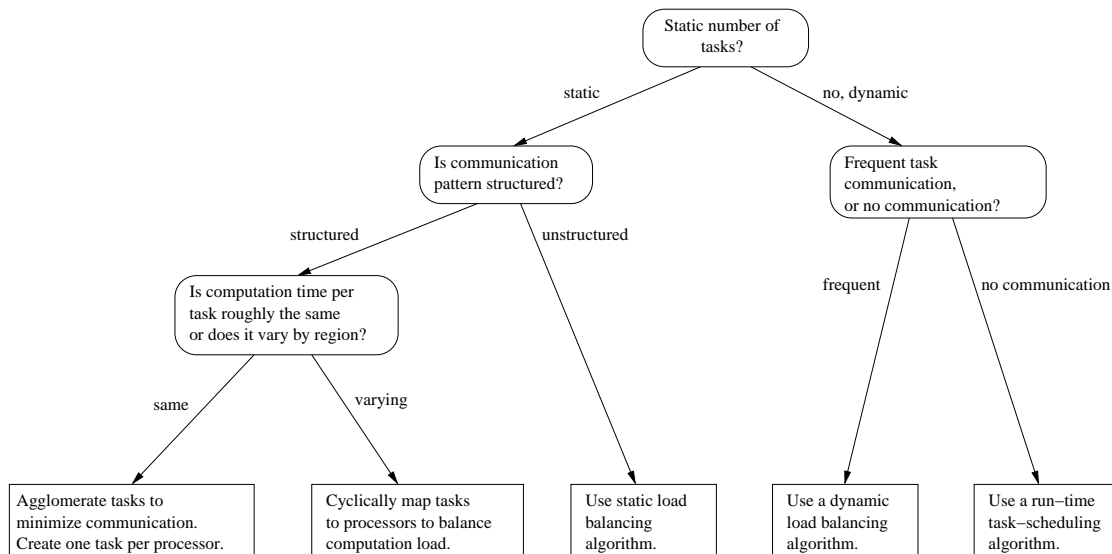 Static number of
tasks?
static
no, dynamic
Is communication
pattern structured?
Frequent task
communication,
or no communication?
structured
unstructured
frequent
no communication
Is computation time per
task roughly the same
or does it vary by region?
same
varying
Agglomerate tasks to
minimize communication.
Create one task per processor.
Cyclically map tasks
to processors to balance
computation load.
Use static load
balancing
algorithm.
Use a dynamic
load balancing
algorithm.
Use a run−time
task−scheduling
algorithm.